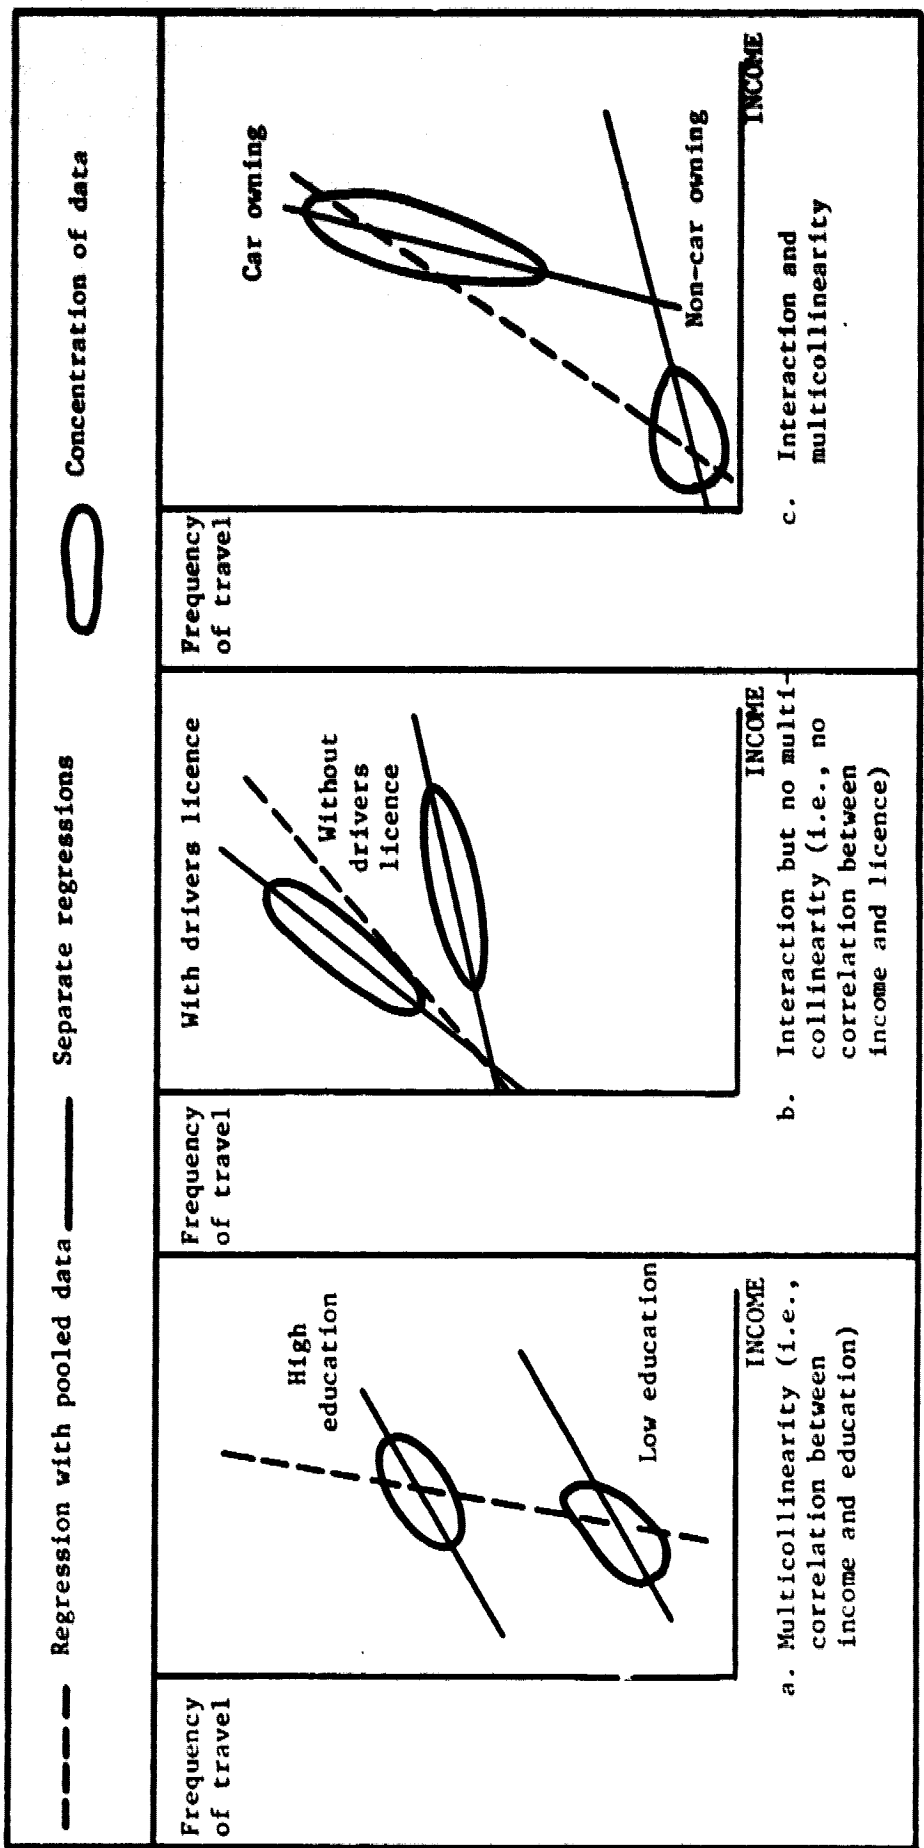 Regression with pooled data
Separate regressions
Concentration of data
Frequency
of travel
High
education
Low education
INCOME
a. Multicollinearity (i.e.,
correlation between
income and education)
Frequency
of travel
With drivers licence
Without
drivers
licence
INCOME
b. Interaction but no multi-
collinearity (i.e., no
correlation between
income and licence)
Frequency
of travel
Car owning
Non-car owning
INCOME
c. Interaction and
multicollinearity